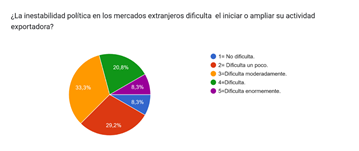 ¿La inestabilidad política en los mercados extranjeros dificulta el iniciar o ampliar su actividad
exportadora?
1= No dificulta.
2= Dificulta un poco.
3=Dificulta moderadamente.
4=Dificulta.
5=Dificulta enormemente.
20,8%
33,3%
8,3%
8,3%
29,2%